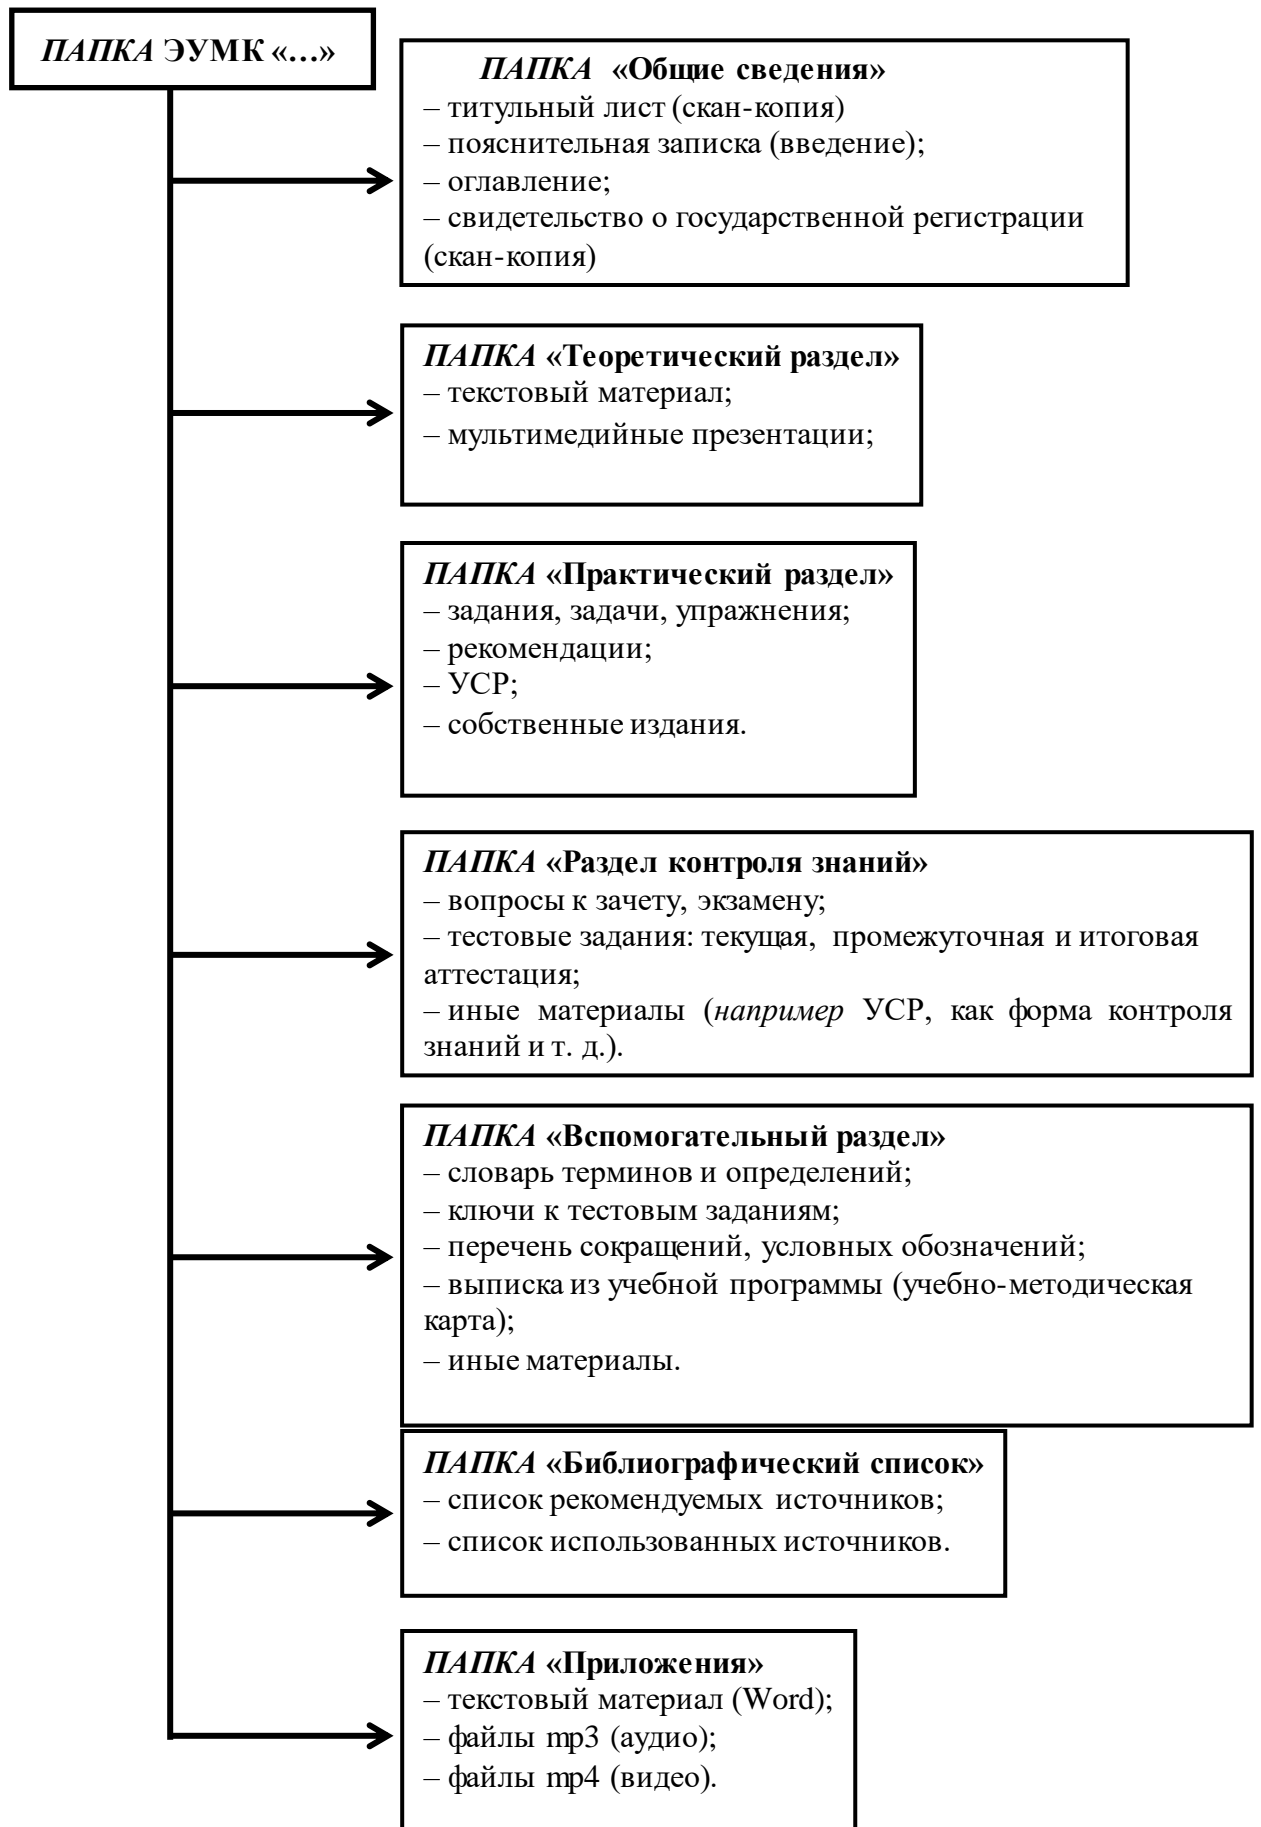 ПАПКА ЭУМК «…»
ПАПКА «Общие сведения»
– титульный лист (скан-копия)
– пояснительная записка (введение);
– оглавление;
– свидетельство о государственной регистрации
(скан-копия)
ПАПКА «Теоретический раздел»
– текстовый материал;
– мультимедийные презентации;
ПАПКА «Практический раздел»
– задания, задачи, упражнения;
– рекомендации;
– УСР;
– собственные издания.
ПАПКА «Раздел контроля знаний»
– вопросы к зачету, экзамену;
– тестовые задания: текущая, промежуточная и итоговая
аттестация;
– иные материалы (например УСР, как форма контроля
знаний и т. д.).
ПАПКА «Вспомогательный раздел»
– словарь терминов и определений;
– ключи к тестовым заданиям;
– перечень сокращений, условных обозначений;
– выписка из учебной программы (учебно-методическая
карта);
– иные материалы.
ПАПКА «Библиографический список»
– список рекомендуемых источников;
– список использованных источников.
ПАПКА «Приложения»
– текстовый материал (Word);
– файлы mp3 (аудио);
– файлы mp4 (видео).